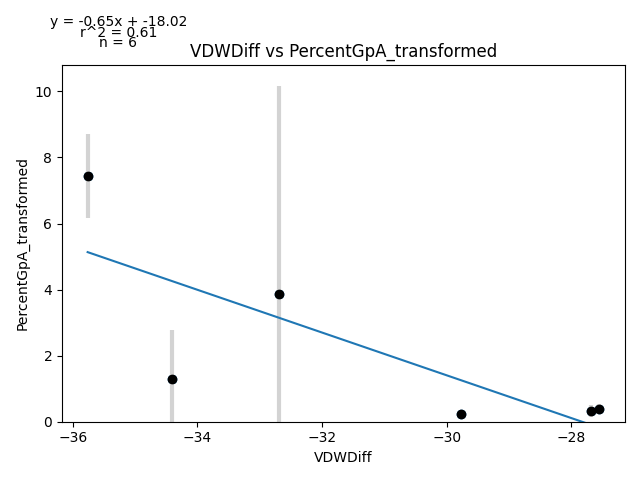 y = -0.65x + -18.02
r^2 = 0.61
n = 6
VDWDiff vs PercentGpA_transformed
PercentGpA_transformed
10
8
6
4
2
0
−36
−34
−32
−30
−28
VDWDiff